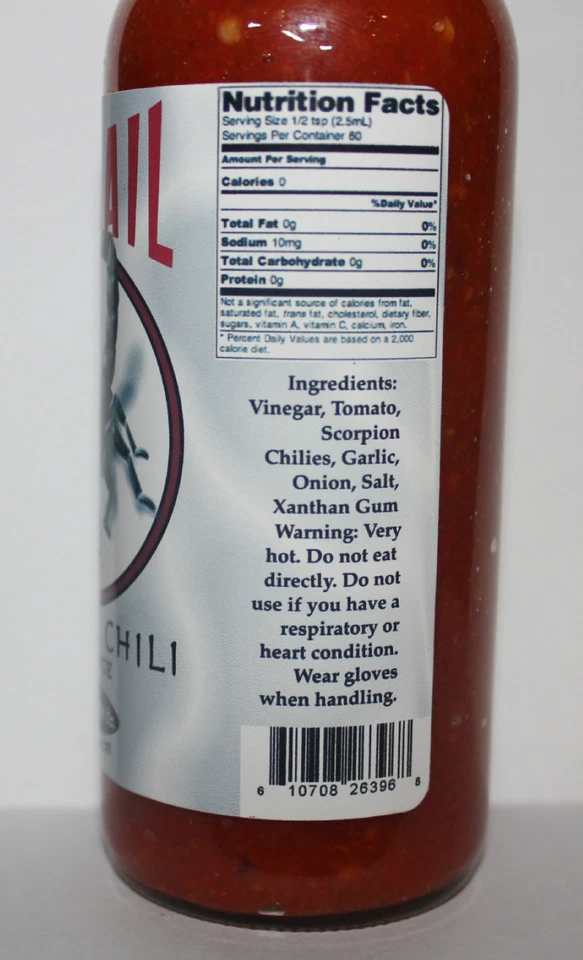 AIL
Nutrition Facts
Serving Size 1/2 tsp (2.5mL)
Servings Per Container 60
Amount Per Serving
Calories 0
%Daily Value*
Total Fat 0g 0%
Sodium 10mg 0%
Total Carbohydrate 0g 0%
Protein 0g
Not a significant source of calories from fat,
saturated fat, trans fat, cholesterol, dietary fiber,
sugars, vitamin A, vitamin C, calcium, iron.
* Percent Daily Values are based on a 2,000
calorie diet.
Ingredients:
Vinegar, Tomato,
Scorpion
Chilies, Garlic,
Onion, Salt,
Xanthan Gum
Warning: Very
hot. Do not eat
directly. Do not
use if you have a
respiratory or
heart condition.
Wear gloves
when handling.
CHILI
CE
6 10708 26396 8